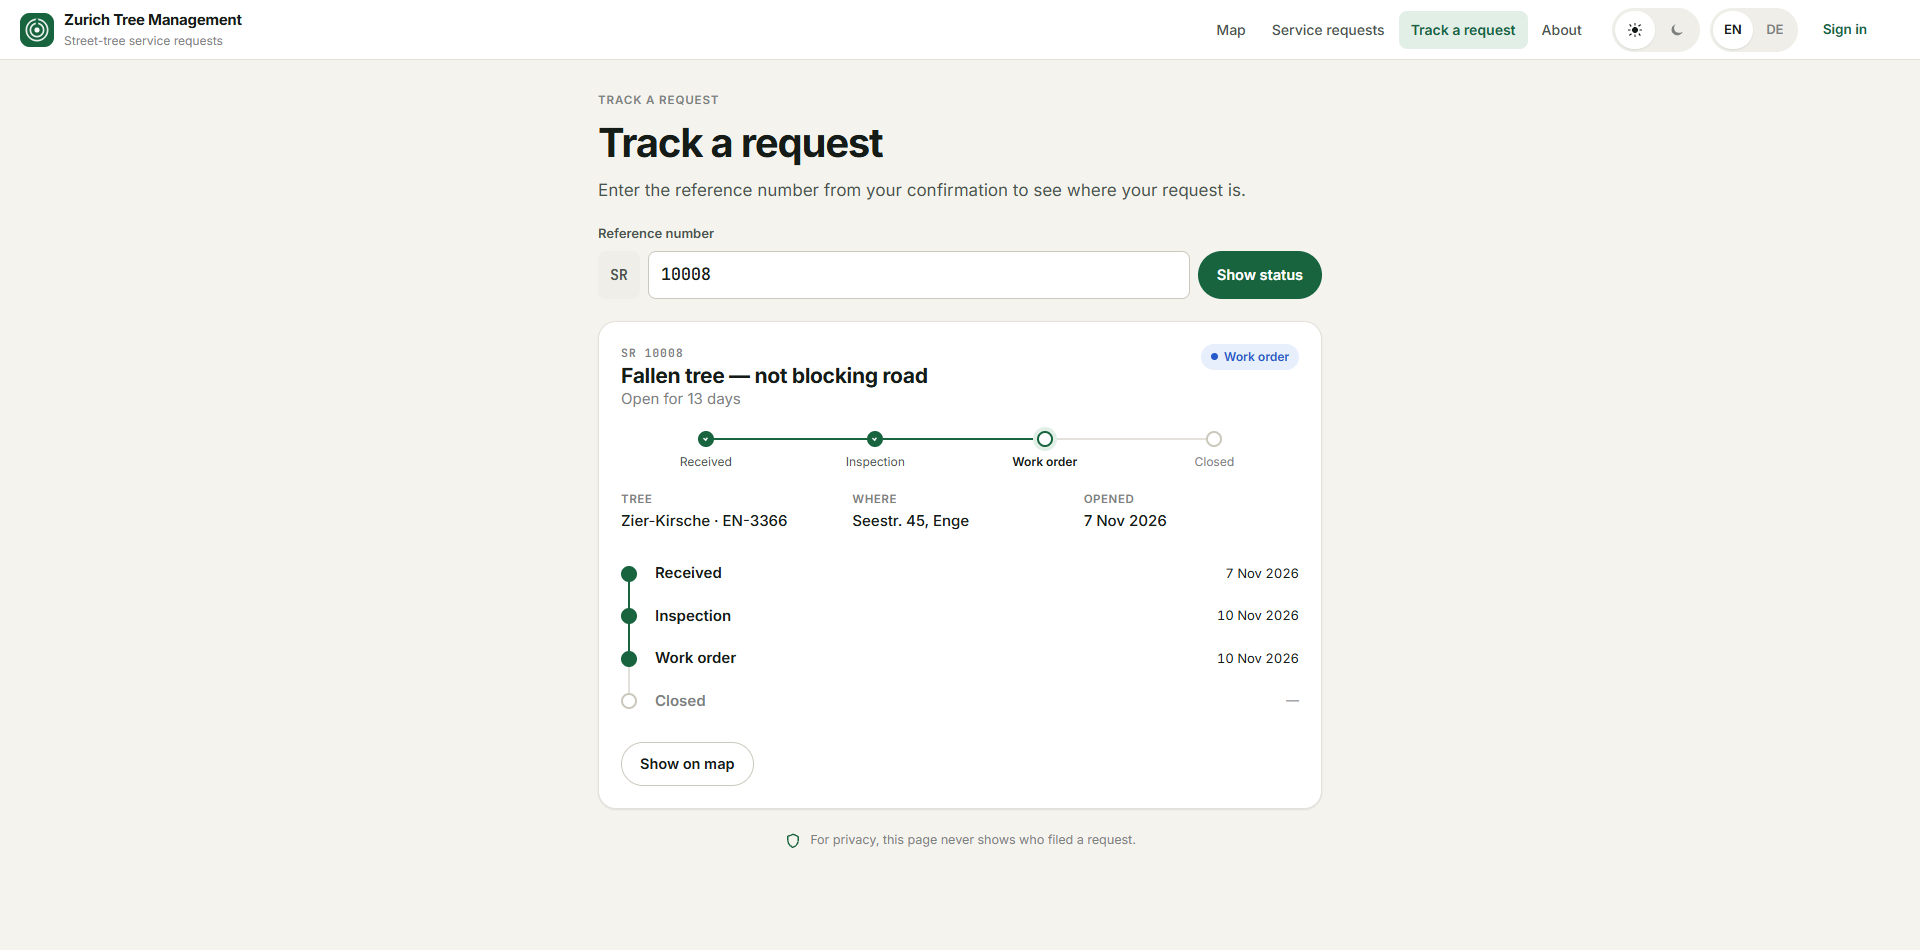 Zurich Tree Management
Street-tree service requests
Map
Service requests
Track a request
About
EN
DE
Sign in
TRACK A REQUEST
Track a request
Enter the reference number from your confirmation to see where your request is.
Reference number
SR
10008
Show status
SR 10008
Work order
Fallen tree — not blocking road
Open for 13 days
Received
Inspection
Work order
Closed
TREE
WHERE
OPENED
Zier-Kirsche · EN-3366
Seestr. 45, Enge
7 Nov 2026
Received
7 Nov 2026
Inspection
10 Nov 2026
Work order
10 Nov 2026
Closed
—
Show on map
For privacy, this page never shows who filed a request.